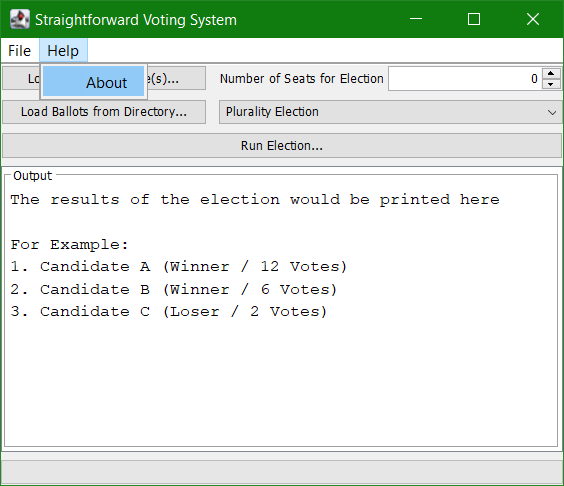 Straightforward Voting System
File Help
About
Number of Seats for Election 0
Load Ballots from Directory... Plurality Election
Run Election...
Output
The results of the election would be printed here
For Example:
1. Candidate A (Winner / 12 Votes)
2. Candidate B (Winner / 6 Votes)
3. Candidate C (Loser / 2 Votes)